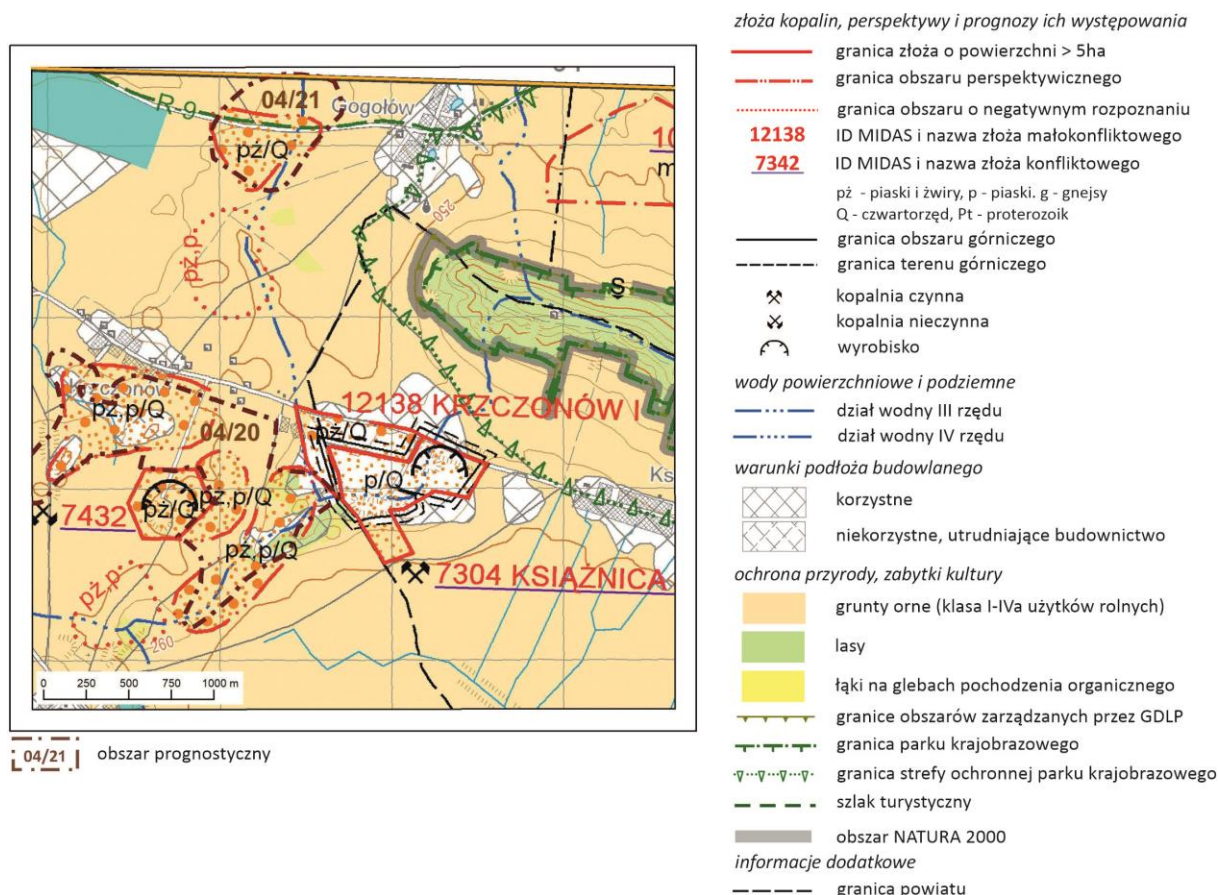 04/21
Gogołów
R-9
pż/Q
10
m
250
pż,p
S
Krzczonów
12138 KRZCZONÓW I
pż,p/Q
pż/Q
04/20
Ks
p/Q
7432
pż/Q
pż,p/Q
pż,p/Q
7304 KSIĄŻNICA
pż,p
260
0 250 500 750 1000 m
04/21 obszar prognostyczny
złoża kopalin, perspektywy i prognozy ich występowania
granica złoża o powierzchni > 5ha
granica obszaru perspektywicznego
granica obszaru o negatywnym rozpoznaniu
12138 ID MIDAS i nazwa złoża małokonfliktowego
7342 ID MIDAS i nazwa złoża konfliktowego
pż - piaski i żwiry, p - piaski. g - gnejsy
Q - czwartorzęd, Pt - proterozoik
granica obszaru górniczego
granica terenu górniczego
kopalnia czynna
kopalnia nieczynna
wyrobisko
wody powierzchniowe i podziemne
dział wodny III rzędu
dział wodny IV rzędu
warunki podłoża budowlanego
korzystne
niekorzystne, utrudniające budownictwo
ochrona przyrody, zabytki kultury
grunty orne (klasa I-IVa użytków rolnych)
lasy
łąki na glebach pochodzenia organicznego
granice obszarów zarządzanych przez GDLP
granica parku krajobrazowego
granica strefy ochronnej parku krajobrazowego
szlak turystyczny
obszar NATURA 2000
informacje dodatkowe
granica powiatu